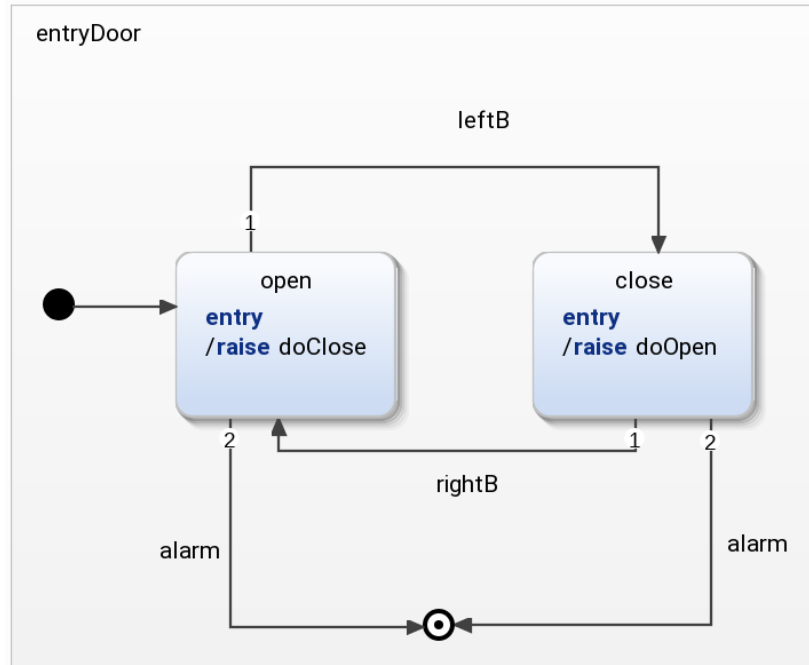 entryDoor
leftB
1
open
entry
/raise doClose
close
entry
/raise doOpen
2
1
2
rightB
alarm
alarm